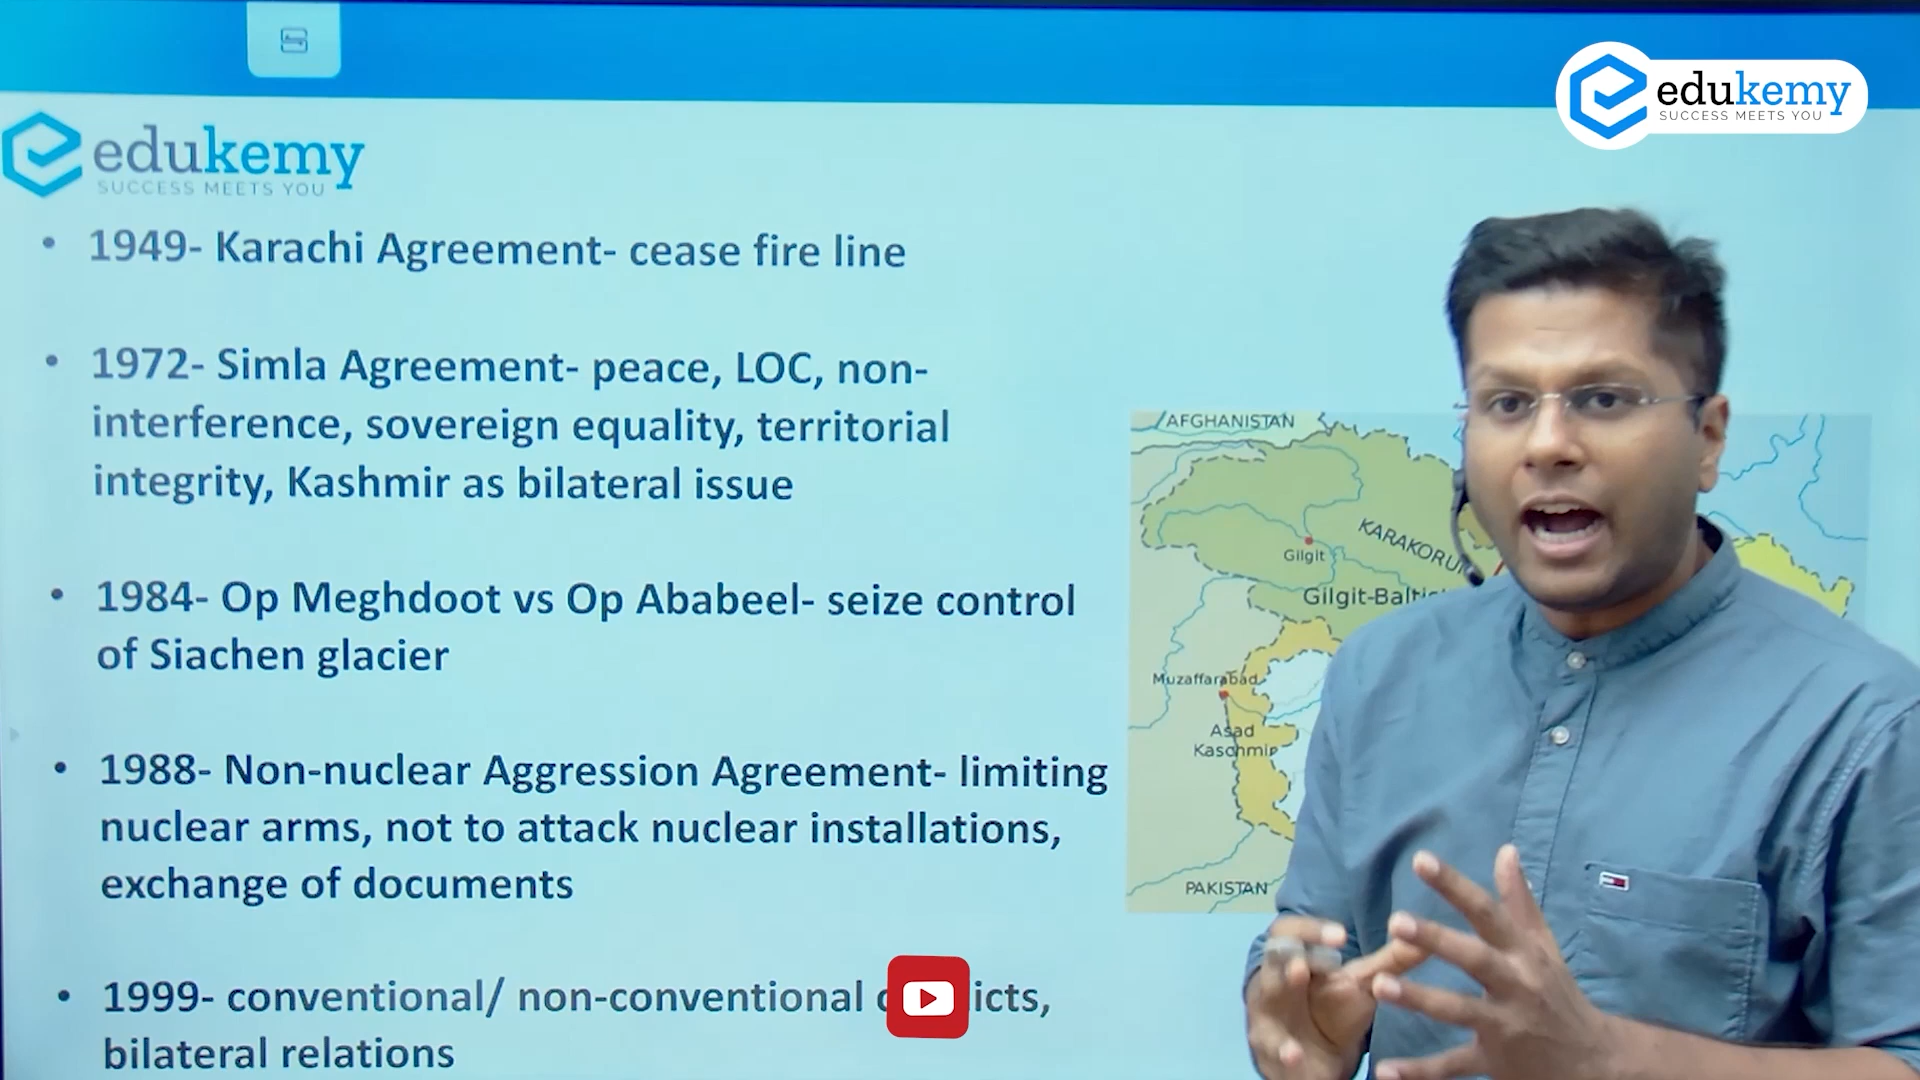 edukemy
SUCCESS MEETS YOU
edukemy
SUCCESS MEETS YOU
• 1949- Karachi Agreement- cease fire line
• 1972- Simla Agreement- peace, LOC, non-
interference, sovereign equality, territorial
integrity, Kashmir as bilateral issue
• 1984- Op Meghdoot vs Op Ababeel- seize control
of Siachen glacier
• 1988- Non-nuclear Aggression Agreement- limiting
nuclear arms, not to attack nuclear installations,
exchange of documents
• 1999- conventional/ non-conventional
bilateral relations
AFGHANISTAN
Gilgit
Muzaffarabad
Asad
Kaschmir
PAKISTAN